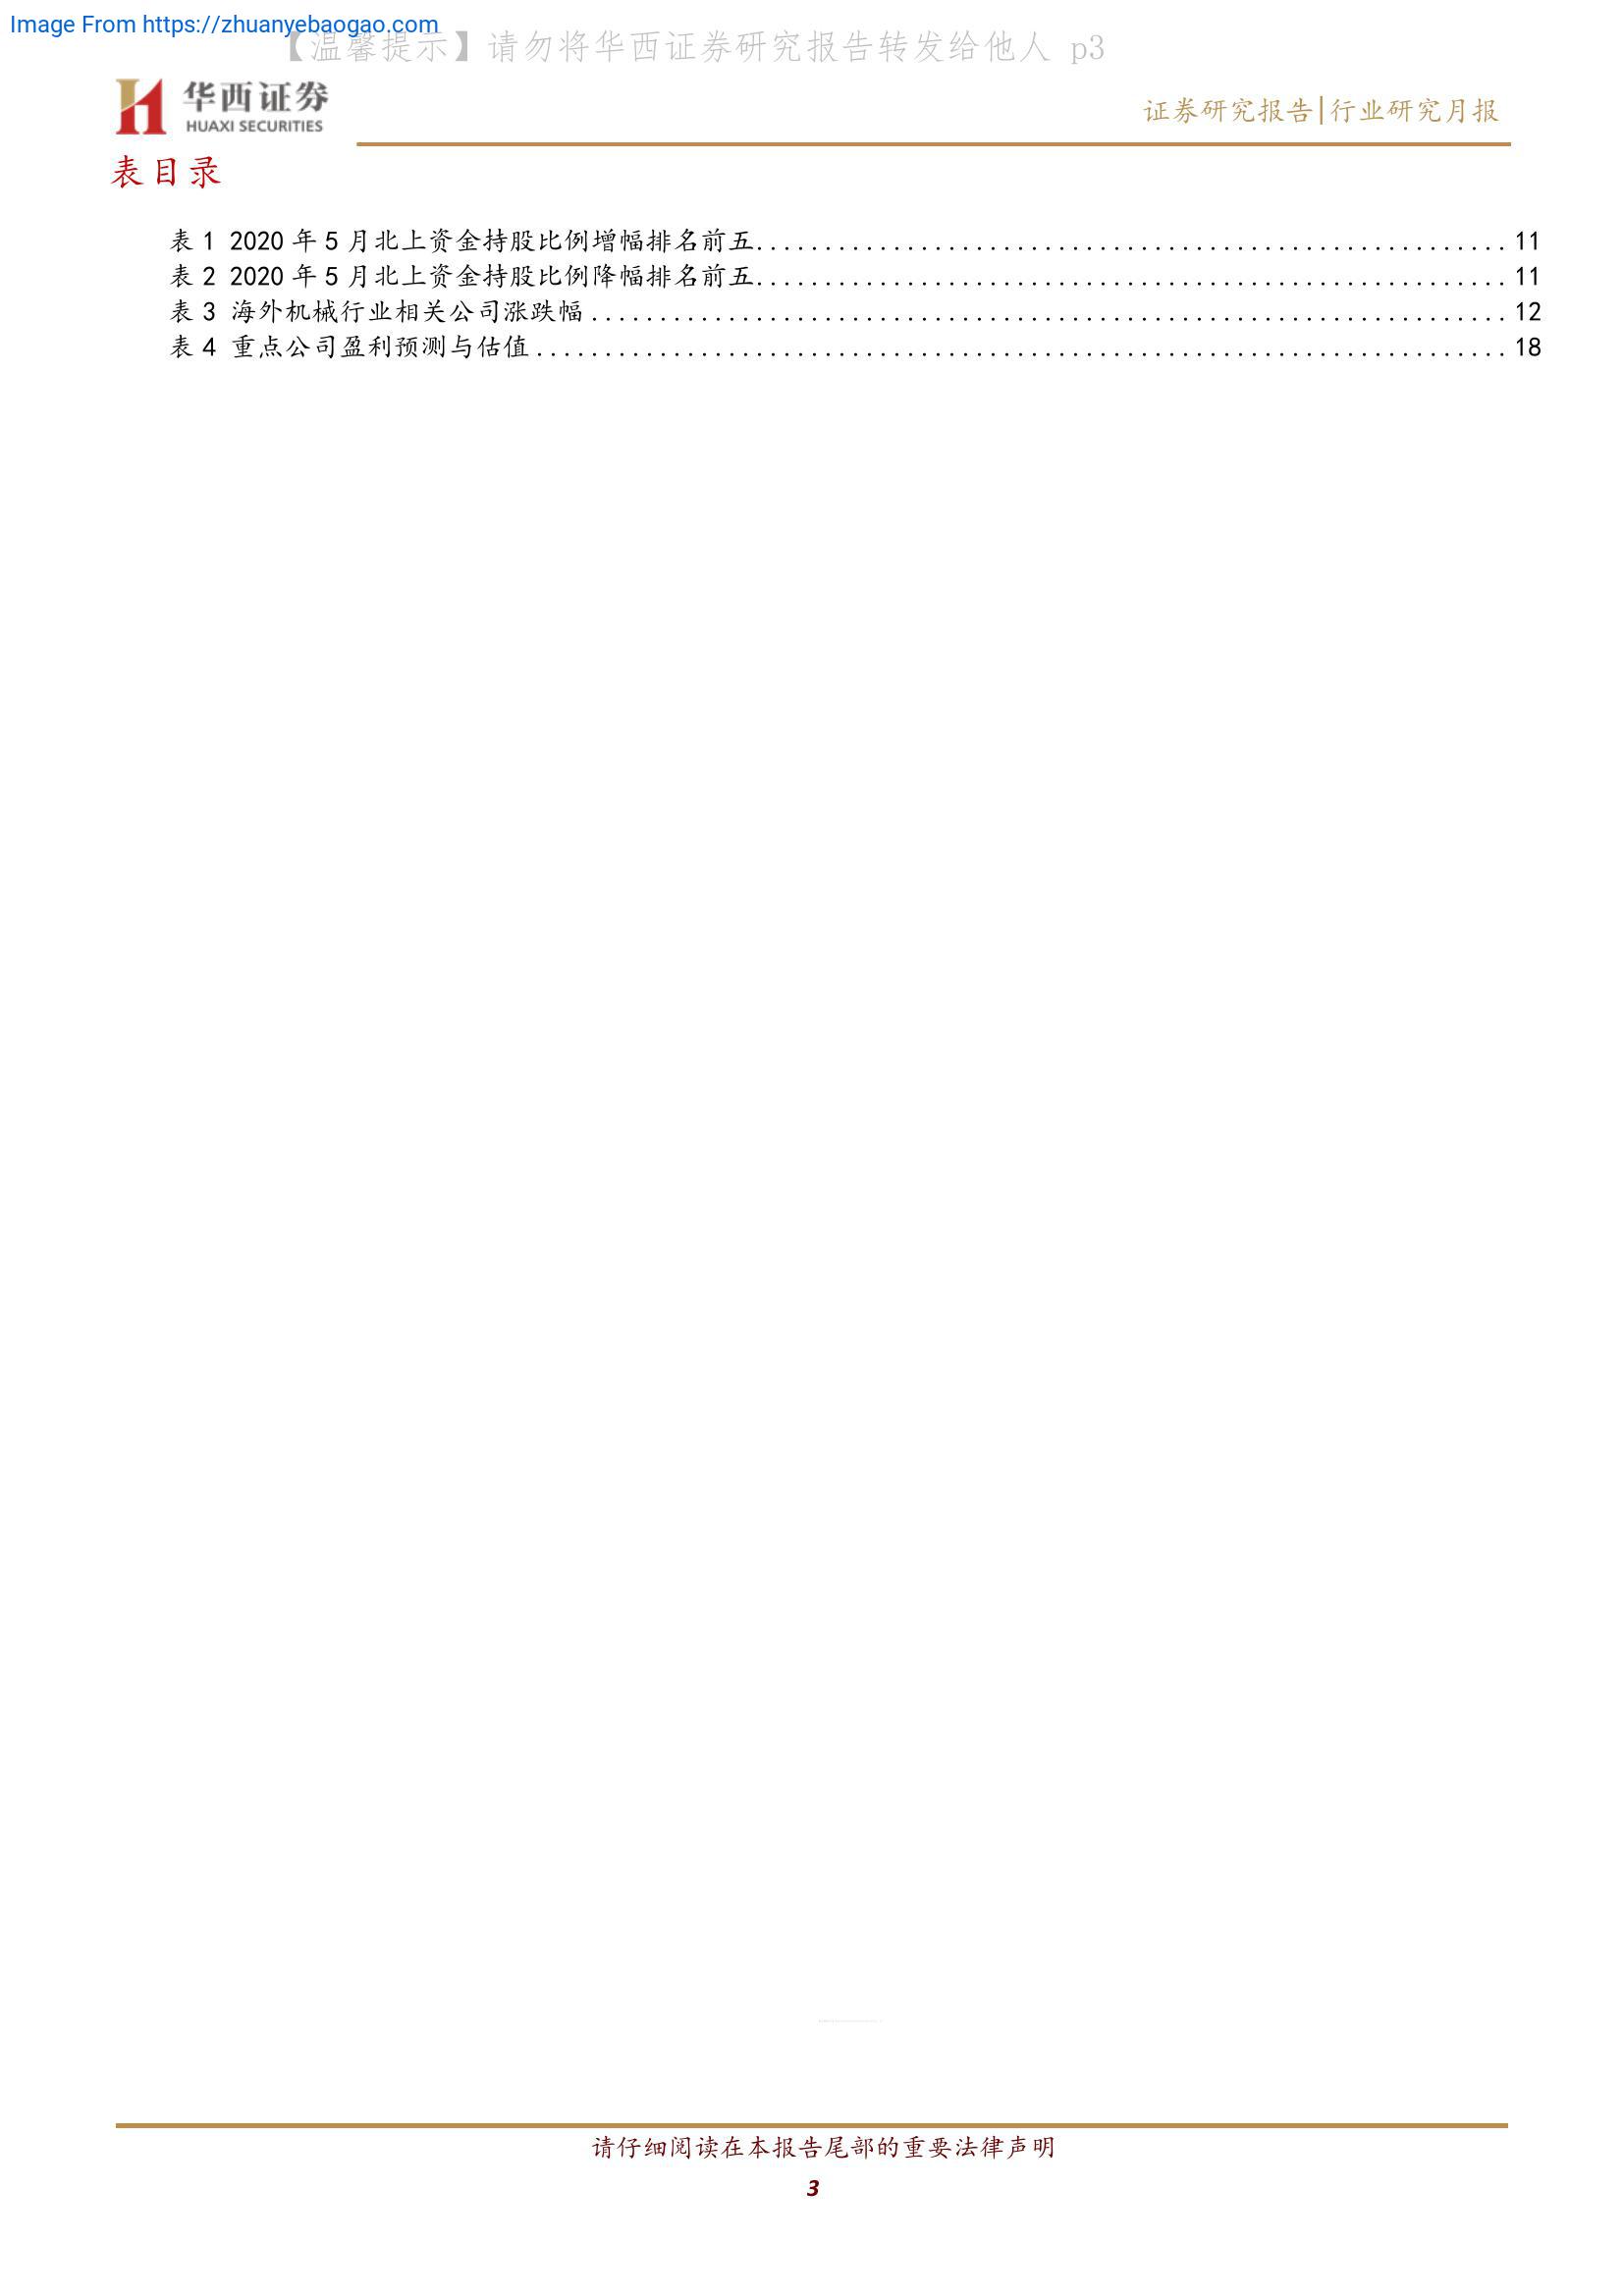 Image From https://zhuanyebaogao.com
【温馨提示】请勿将华西证券研究报告转发给他人 p3
华西证券
HUAXI SECURITIES
证券研究报告|行业研究月报
表目录
表 1 2020 年 5 月北上资金持股比例增幅排名前五........................................................ 11
表 2 2020 年 5 月北上资金持股比例降幅排名前五........................................................ 11
表 3 海外机械行业相关公司涨跌幅.................................................................... 12
表 4 重点公司盈利预测与估值........................................................................ 18
请仔细阅读在本报告尾部的重要法律声明
3